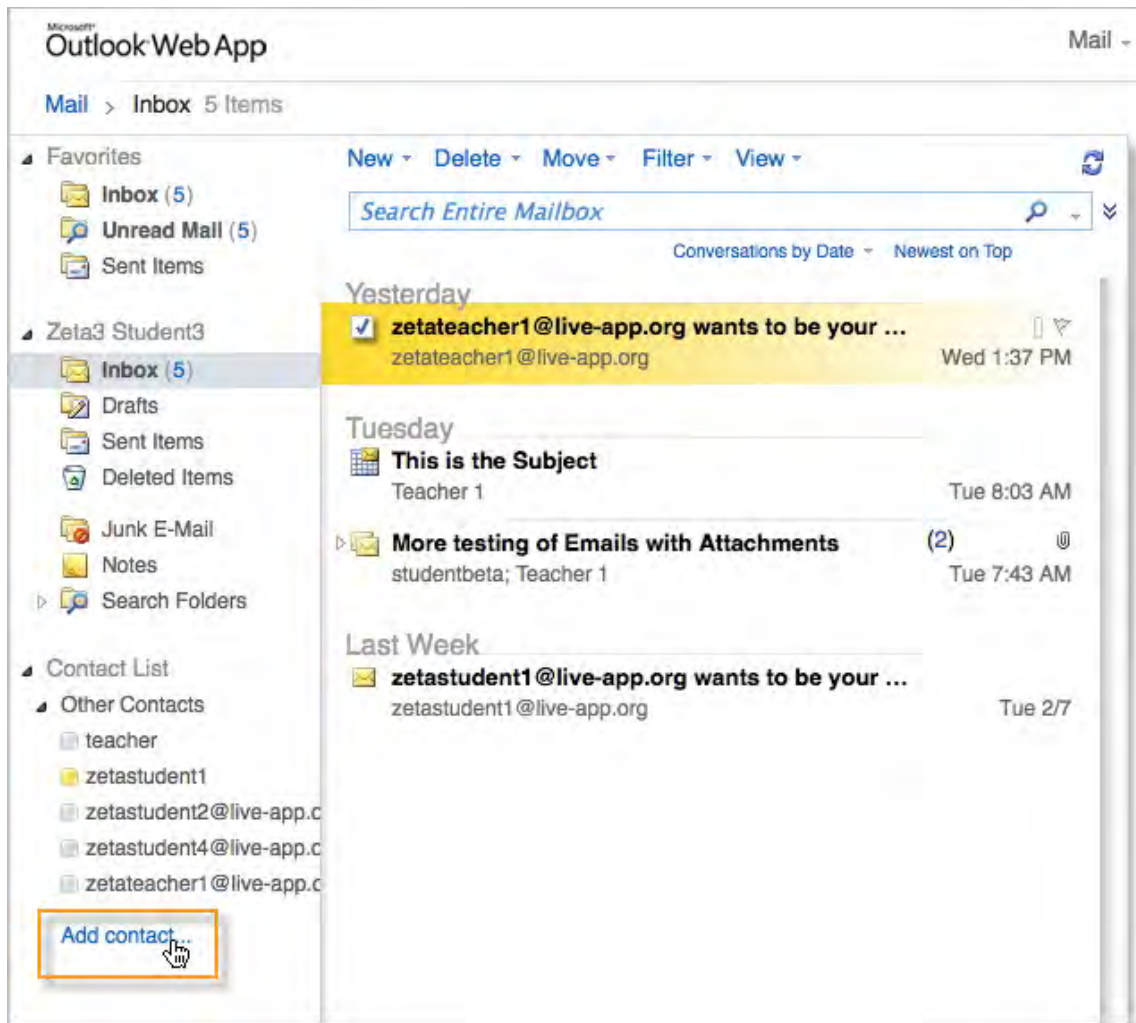 Microsoft®
Outlook Web App
Mail
Mail > Inbox 5 Items
Favorites
Inbox (5)
Unread Mail (5)
Sent Items
Zeta3 Student3
Inbox (5)
Drafts
Sent Items
Deleted Items
Junk E-Mail
Notes
Search Folders
Contact List
Other Contacts
teacher
zetastudent1
zetastudent2@live-app.o
zetastudent4@live-app.o
zetateacher1@live-app.o
Add contact...
New Delete Move Filter View
Search Entire Mailbox
Conversations by Date Newest on Top
Yesterday
zetateacher1@live-app.org wants to be your ...
zetateacher1@live-app.org Wed 1:37 PM
Tuesday
This is the Subject
Teacher 1 Tue 8:03 AM
More testing of Emails with Attachments (2)
studentbeta; Teacher 1 Tue 7:43 AM
Last Week
zetastudent1@live-app.org wants to be your ...
zetastudent1@live-app.org Tue 2/7